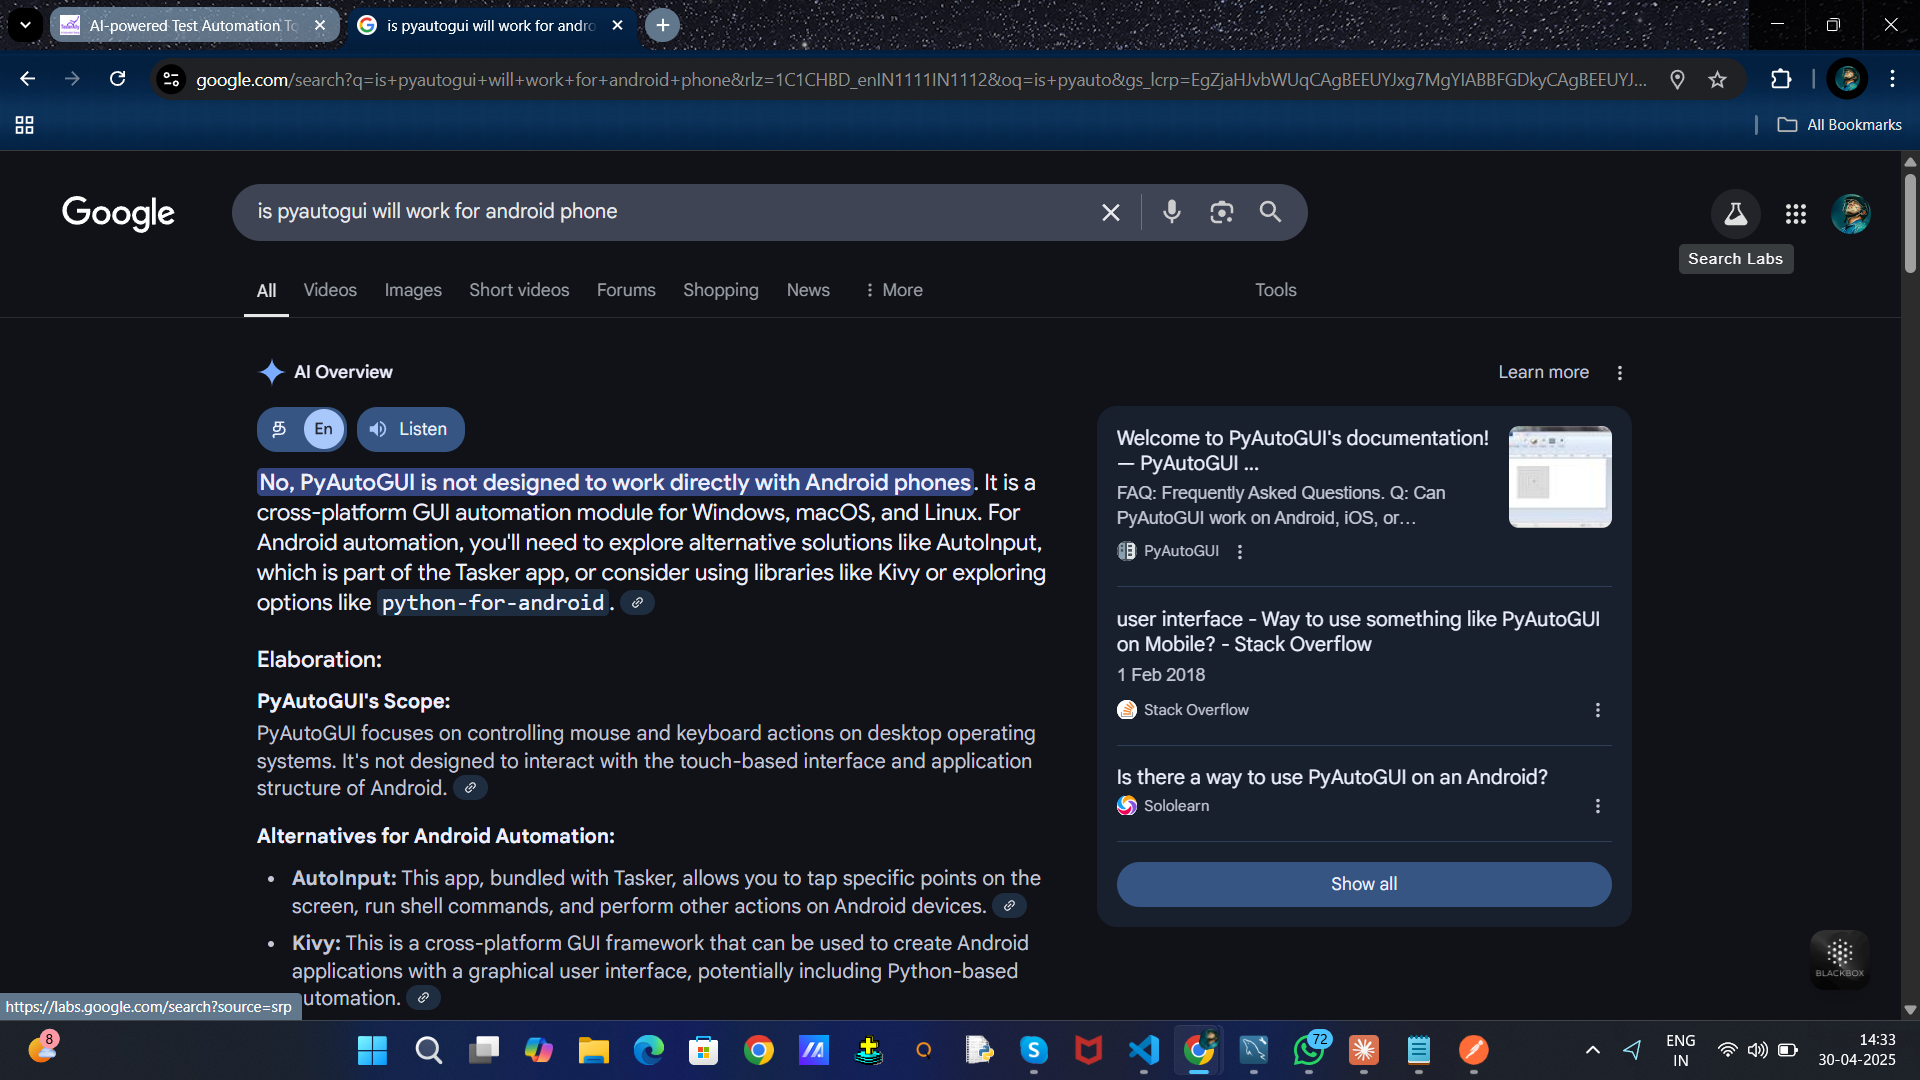 AI-powered Test Automation To
is pyautogui will work for andro
google.com/search?q=is+pyautogui+will+work+for+android+phone&rlz=1C1CHBD_enIN1111IN1112&oq=is+pyauto&gs_lcrp=EgZjaHJvbWUqCAgBEEUYJxg7MgYIABBFGDkyCAgBEEUYJ...
All Bookmarks
Google
is pyautogui will work for android phone
Search Labs
All
Videos
Images
Short videos
Forums
Shopping
News
More
Tools
AI Overview
Learn more
த
En
Listen
No, PyAutoGUI is not designed to work directly with Android phones. It is a
cross-platform GUI automation module for Windows, macOS, and Linux. For
Android automation, you'll need to explore alternative solutions like AutoInput,
which is part of the Tasker app, or consider using libraries like Kivy or exploring
options like python-for-android.
Elaboration:
PyAutoGUI's Scope:
PyAutoGUI focuses on controlling mouse and keyboard actions on desktop operating
systems. It's not designed to interact with the touch-based interface and application
structure of Android.
Alternatives for Android Automation:
• AutoInput: This app, bundled with Tasker, allows you to tap specific points on the
screen, run shell commands, and perform other actions on Android devices.
• Kivy: This is a cross-platform GUI framework that can be used to create Android
applications with a graphical user interface, potentially including Python-based
utomation.
Welcome to PyAutoGUI's documentation!
— PyAutoGUI ...
FAQ: Frequently Asked Questions. Q: Can
PyAutoGUI work on Android, iOS, or…
PyAutoGUI
user interface - Way to use something like PyAutoGUI
on Mobile? - Stack Overflow
1 Feb 2018
Stack Overflow
Is there a way to use PyAutoGUI on an Android?
Sololearn
Show all
BLACKBOX
https://labs.google.com/search?source=srp
8
72
ENG
IN
14:33
30-04-2025